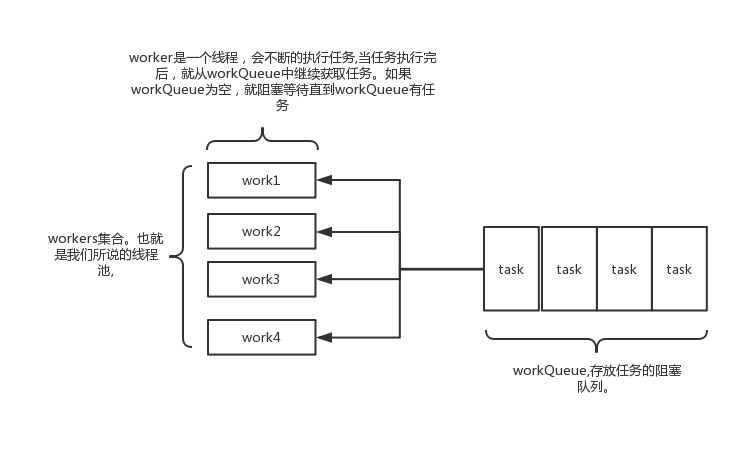 worker是一个线程，会不断的执行任务,当任务执行完
后，就从workQueue中继续获取任务。如果
workQueue为空，就阻塞等待直到workQueue有任
务
work1
work2
workers集合。也就
是我们所说的线程
池,
work3
work4
task
task
task
task
workQueue,存放任务的阻塞
队列。